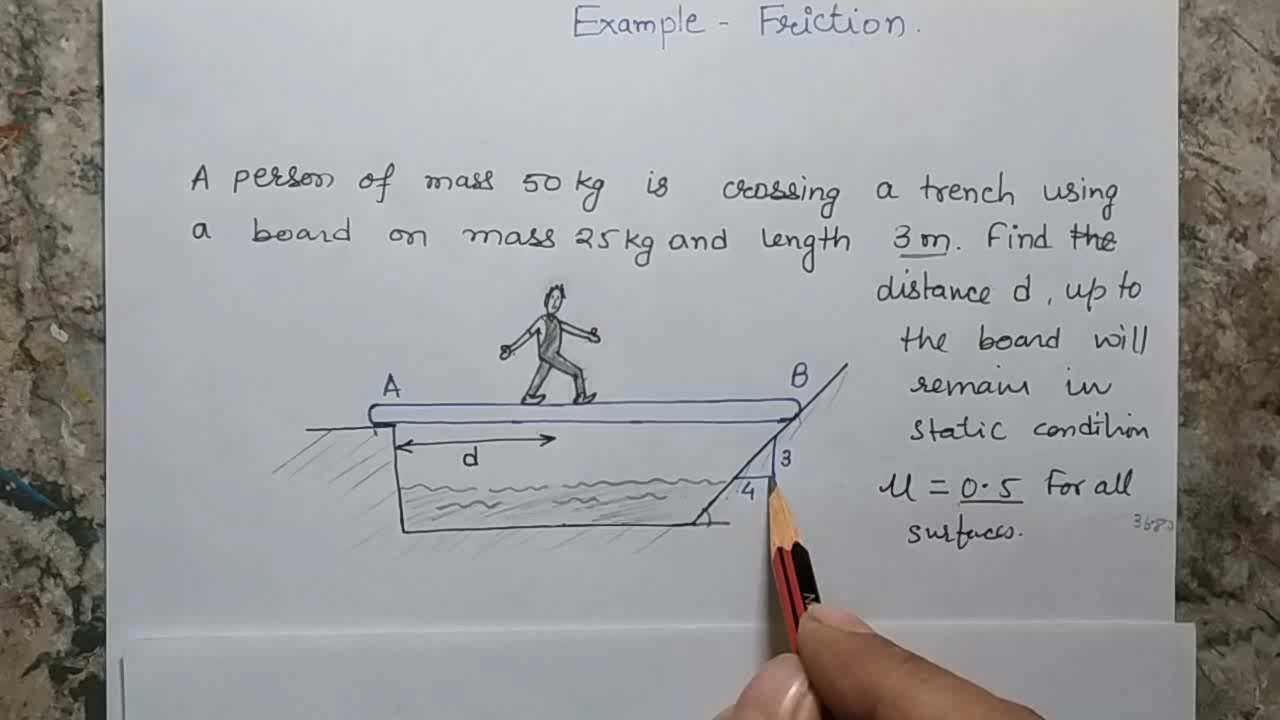 Example - Friction.
A person of mass 50 kg is crossing a trench using
a board on mass 25 kg and length 3 m. Find the
distance d, up to
the board will
remain in
static condition
μ = 0.5 For all
surfaces.
A
B
d
3
4